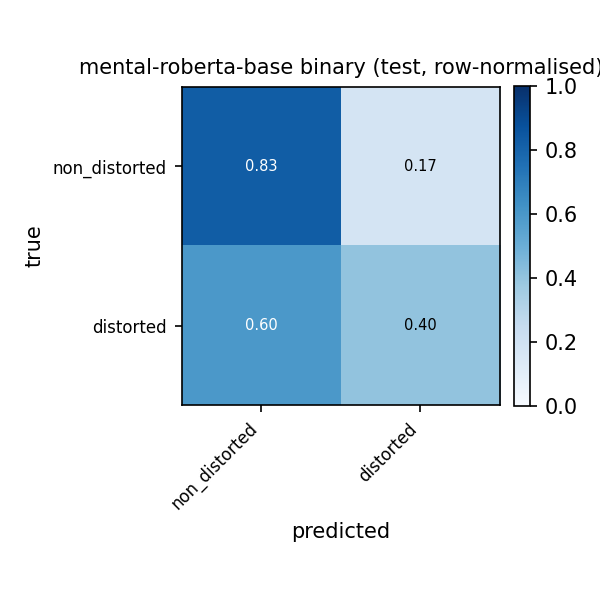 mental-roberta-base binary (test, row-normalised)
true
non_distorted
distorted
0.83
0.17
0.60
0.40
non_distorted
distorted
predicted
1.0
0.8
0.6
0.4
0.2
0.0